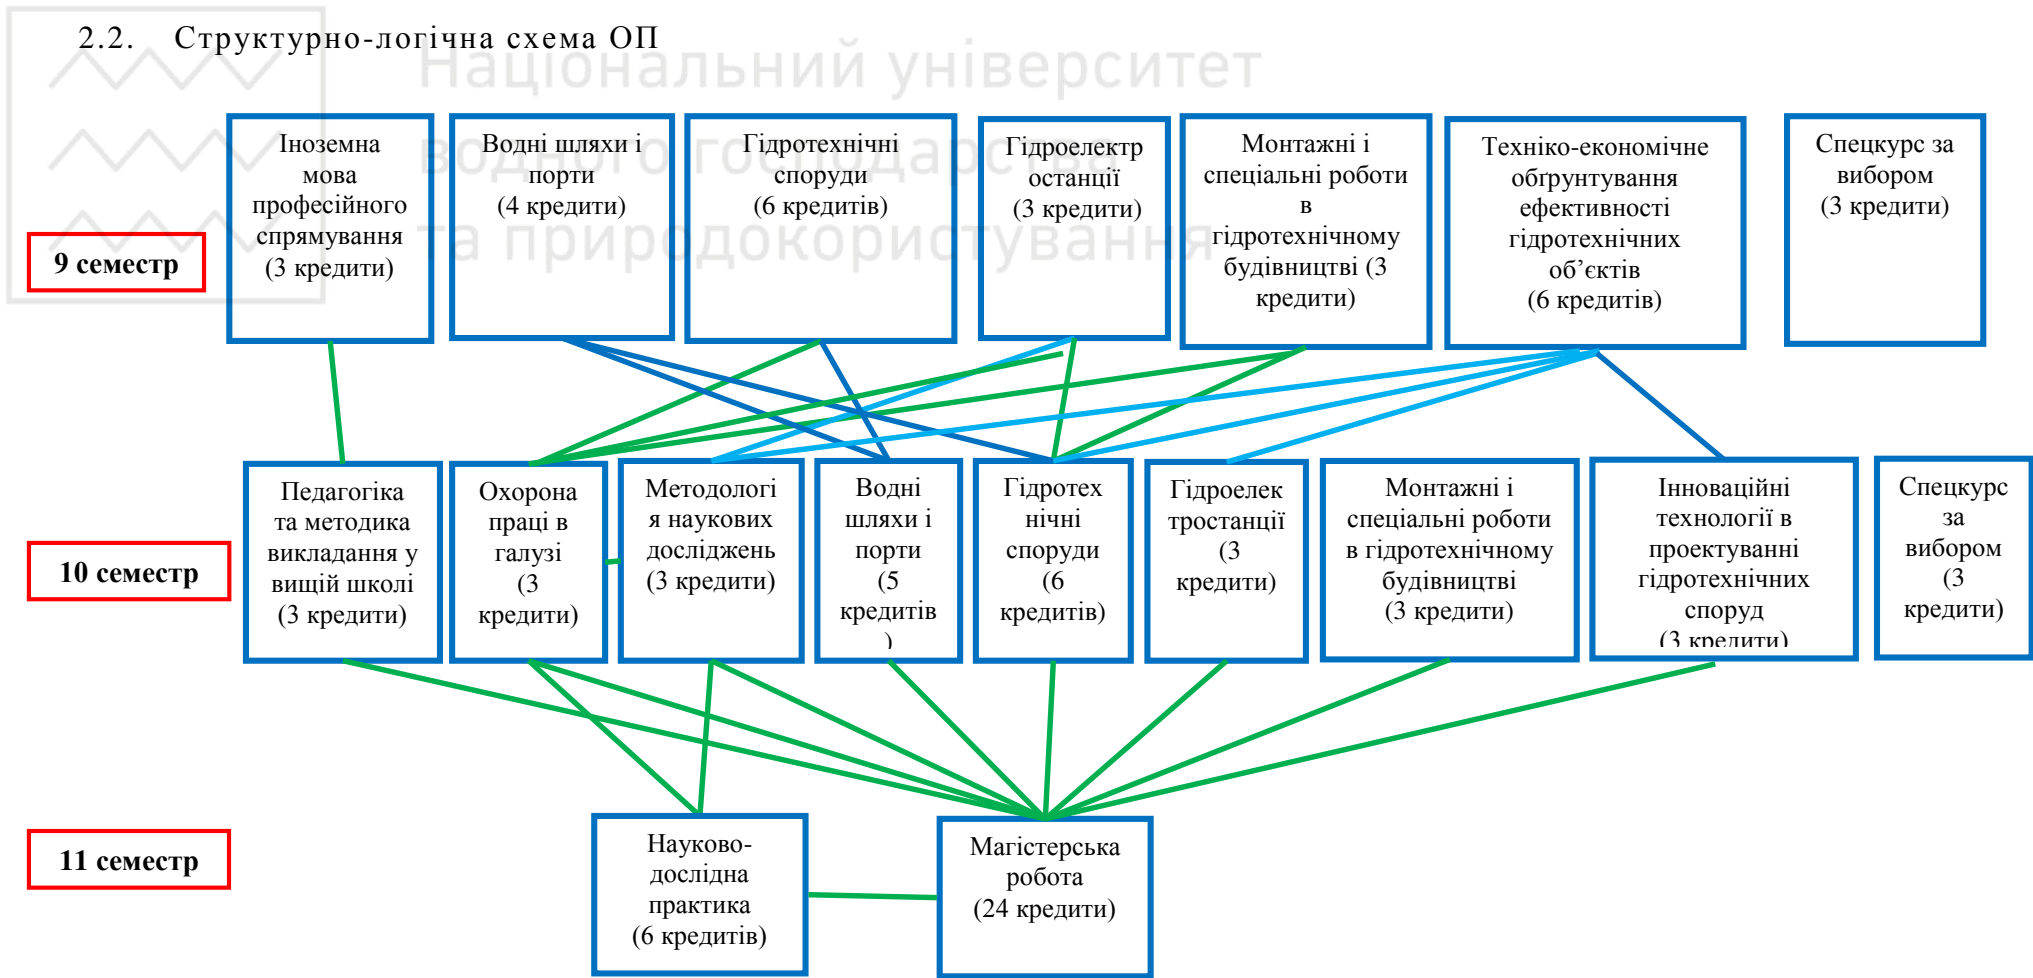 2.2. Структурно-логічна схема ОП
Національний університет
водного господарства
та природокористування
9 семестр
Іноземна
мова
професійного
спрямування
(3 кредити)
Водні шляхи і
порти
(4 кредити)
Гідротехнічні
споруди
(6 кредитів)
Гідроелектр
останції
(3 кредити)
Монтажні і
спеціальні роботи
в
гідротехнічному
будівництві (3
кредити)
Техніко-економічне
обґрунтування
ефективності
гідротехнічних
об’єктів
(6 кредитів)
Спецкурс за
вибором
(3 кредити)
10 семестр
Педагогіка
та методика
викладання у
вищій школі
(3 кредити)
Охорона
праці в
галузі
(3
кредити)
Методологі
я наукових
досліджень
(3 кредити)
Водні
шляхи і
порти
(5
кредитів
)
Гідротех
нічні
споруди
(6
кредитів)
Гідроелек
тростанції
(3
кредити)
Монтажні і
спеціальні роботи
в гідротехнічному
будівництві
(3 кредити)
Інноваційні
технології в
проектуванні
гідротехнічних
споруд
(3 кредити)
Спецкурс
за
вибором
(3
кредити)
11 семестр
Науково-
дослідна
практика
(6 кредитів)
Магістерська
робота
(24 кредити)